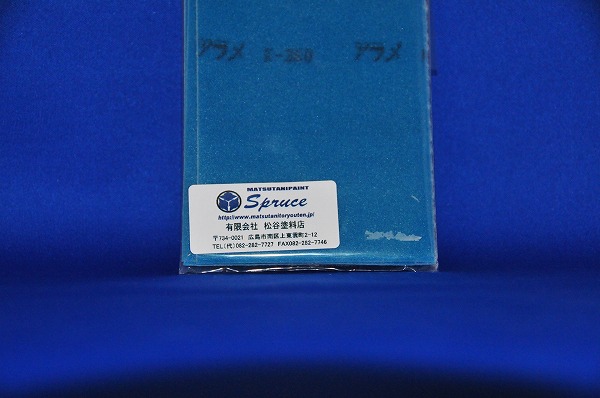 アラメ S-360 アラメ
MATSUTANIPAINT
Spruce
http://www.matsutanitoryouten.jp/
有限会社 松谷塗料店
〒734-0021 広島市南区上東雲町2-12
TEL(代)082-282-7727 FAX082-282-7746